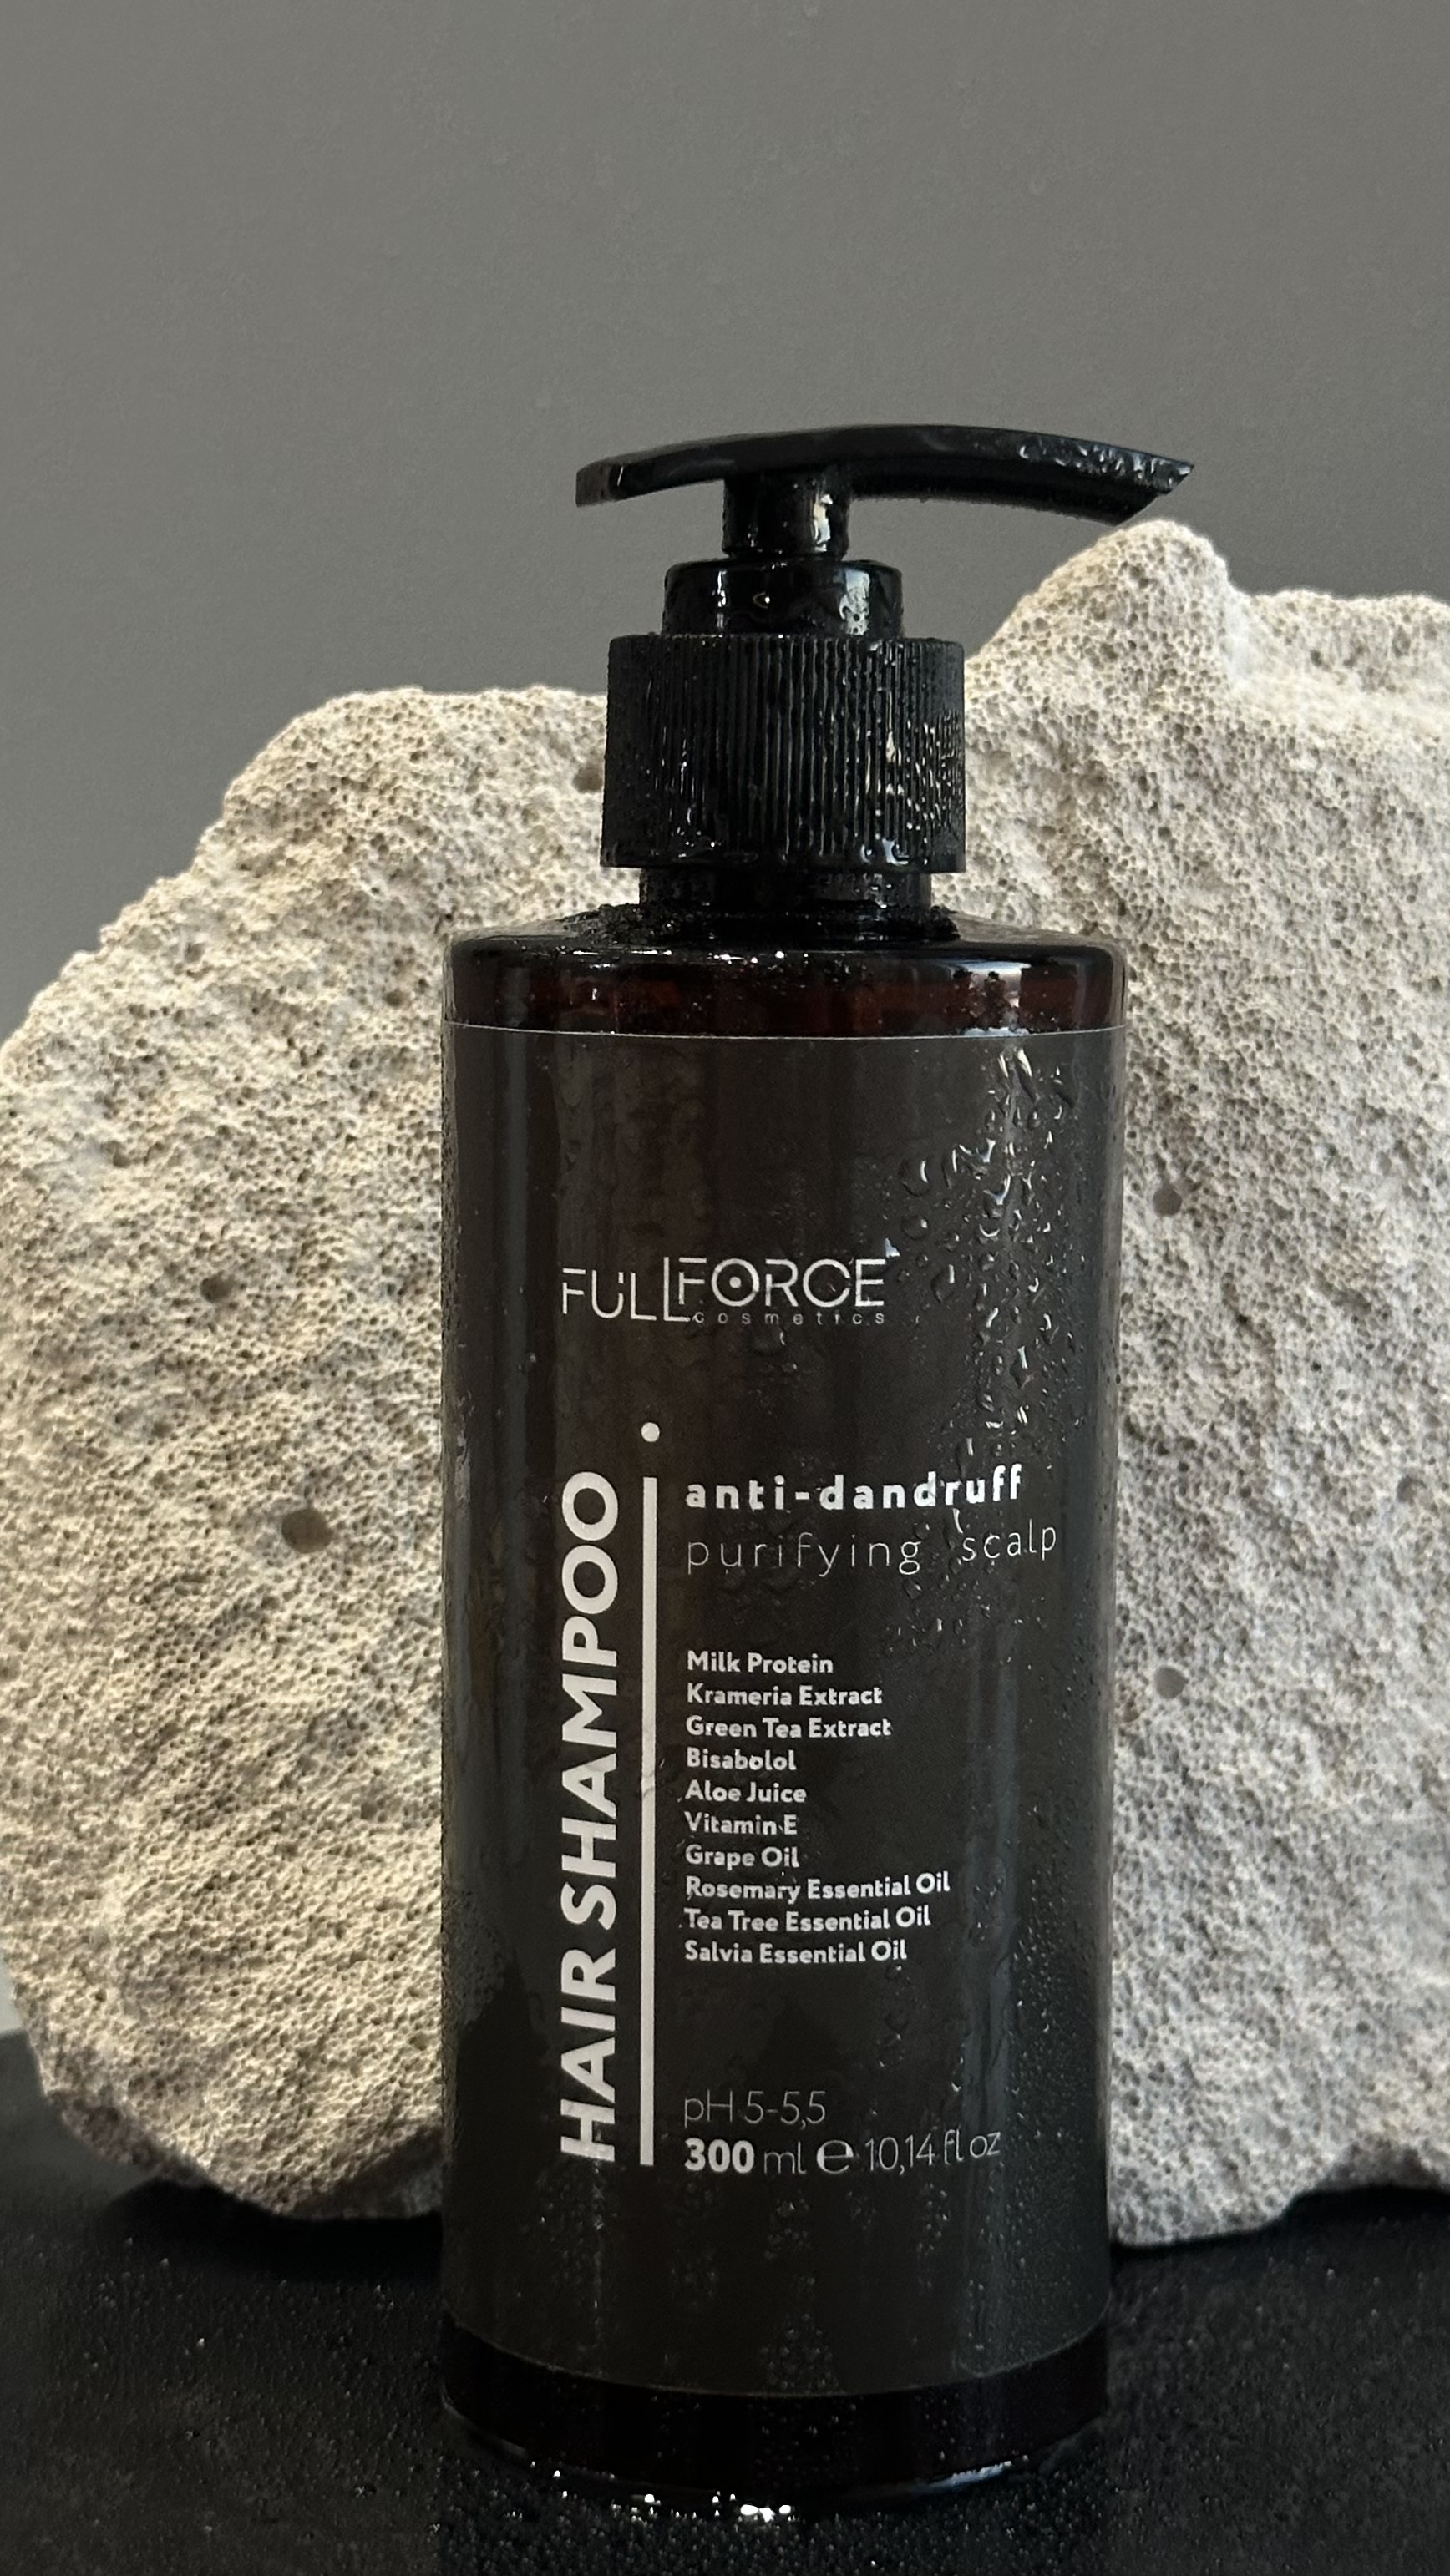 FULLFORCE
cosmetics
HAIR SHAMPOO
anti-dandruff
purifying scalp
Milk Protein
Krameria Extract
Green Tea Extract
Bisabolol
Aloe Juice
Vitamin E
Grape Oil
Rosemary Essential Oil
Tea Tree Essential Oil
Salvia Essential Oil
pH 5-5,5
300 ml ℮ 10,14 fl oz